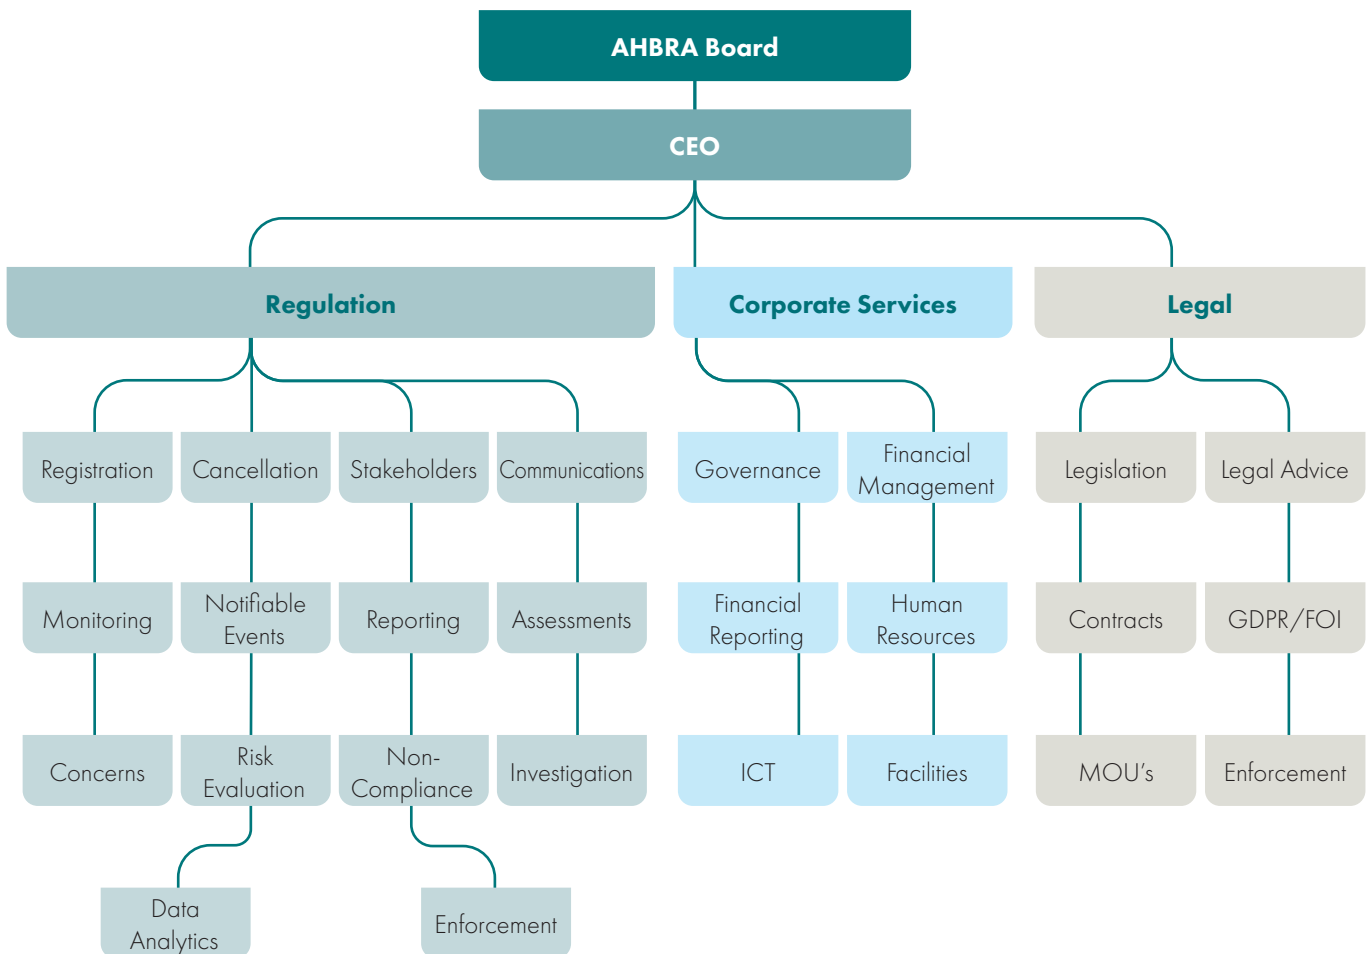 AHBRA Board
CEO
Regulation
Corporate Services
Legal
Registration
Cancellation
Stakeholders
Communications
Governance
Financial
Management
Legislation
Legal Advice
Monitoring
Notifiable
Events
Reporting
Assessments
Financial
Reporting
Human
Resources
Contracts
GDPR/FOI
Concerns
Risk
Evaluation
Non-
Compliance
Investigation
ICT
Facilities
MOU's
Enforcement
Data
Analytics
Enforcement